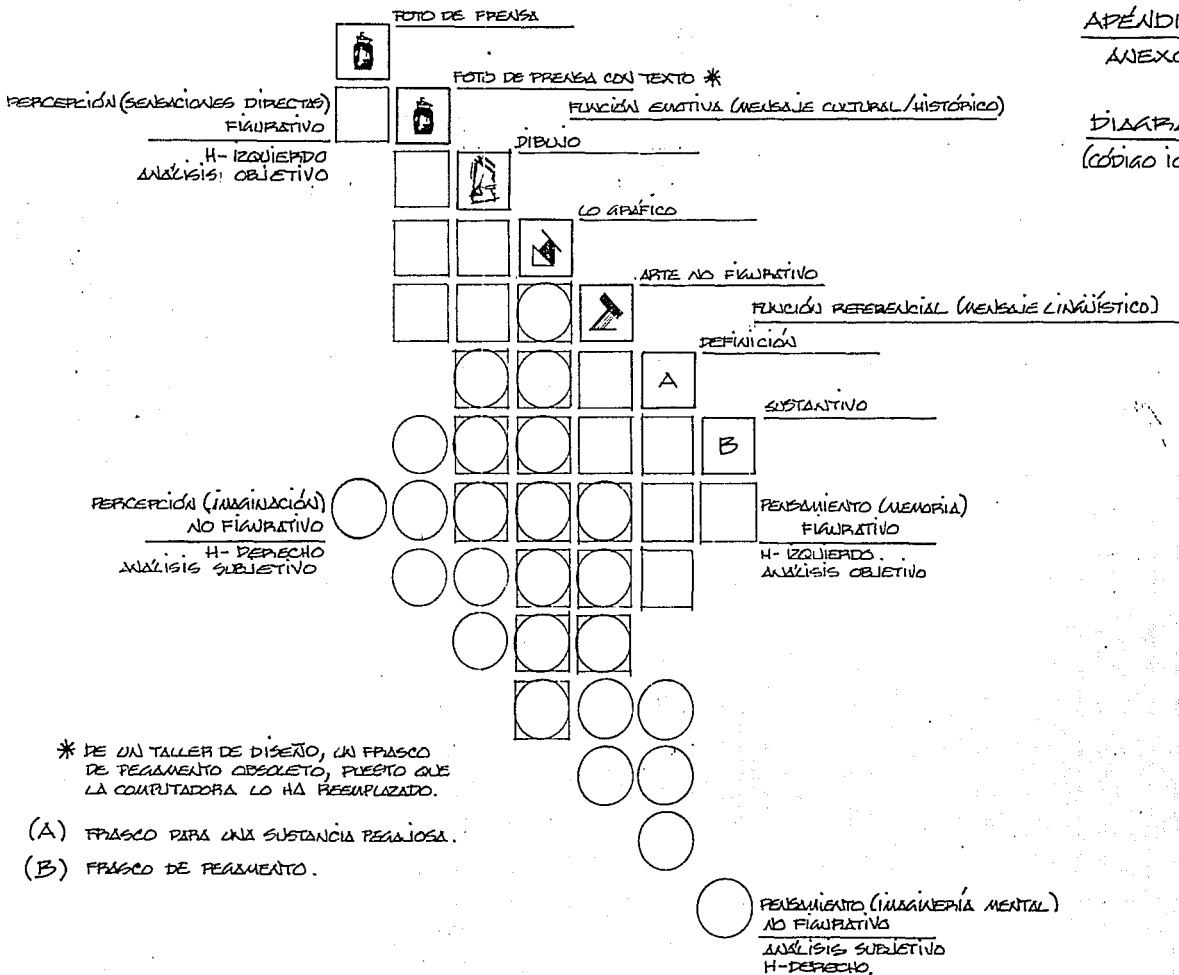 FOTO DE PRENSA
APÉNDI
ANEXO
FOTO DE PRENSA CON TEXTO *
PERCEPCIÓN (SENSACIONES DIRECTAS)
FIGURATIVO
H- IZQUIERDO
ANÁLISIS: OBJETIVO
FUNCIÓN EMOTIVA (MENSAJE CULTURAL/HISTÓRICO)
DIAGRA
(CÓDIGO IC
DIBUJO
LO GRÁFICO
ARTE NO FIGURATIVO
FUNCIÓN REFERENCIAL (MENSAJE LINGÜÍSTICO)
DEFINICIÓN
A
SUSTANTIVO
B
PERCEPCIÓN (IMAGINACIÓN)
NO FIGURATIVO
H- DERECHO
ANÁLISIS SUBJETIVO
PENSAMIENTO (MEMORIA)
FIGURATIVO
H- IZQUIERDO.
ANÁLISIS OBJETIVO
* DE UN TALLER DE DISEÑO, UN FRASCO
DE PEGAMENTO OBSOLETO, PUESTO QUE
LA COMPUTADORA LO HA REEMPLAZADO.
(A) FRASCO PARA UNA SUSTANCIA PEGAJOSA.
(B) FRASCO DE PEGAMENTO.
PENSAMIENTO (IMAGINERÍA MENTAL)
NO FIGURATIVO
ANÁLISIS SUBJETIVO
H-DERECHO.